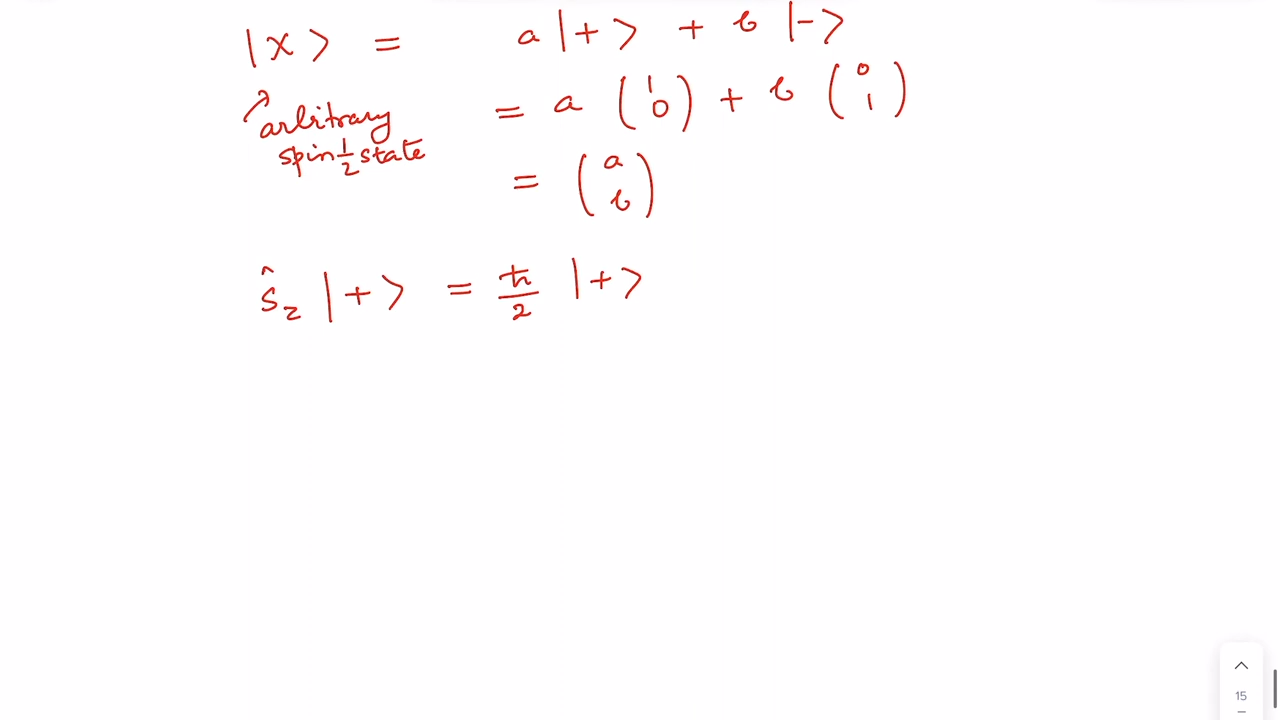 |χ> = a |+> + b |->
↗ arbitrary spin 1/2 state
= a (1 0) + b (0 1)
= (a b)
Ŝz |+> = ħ/2 |+>
15